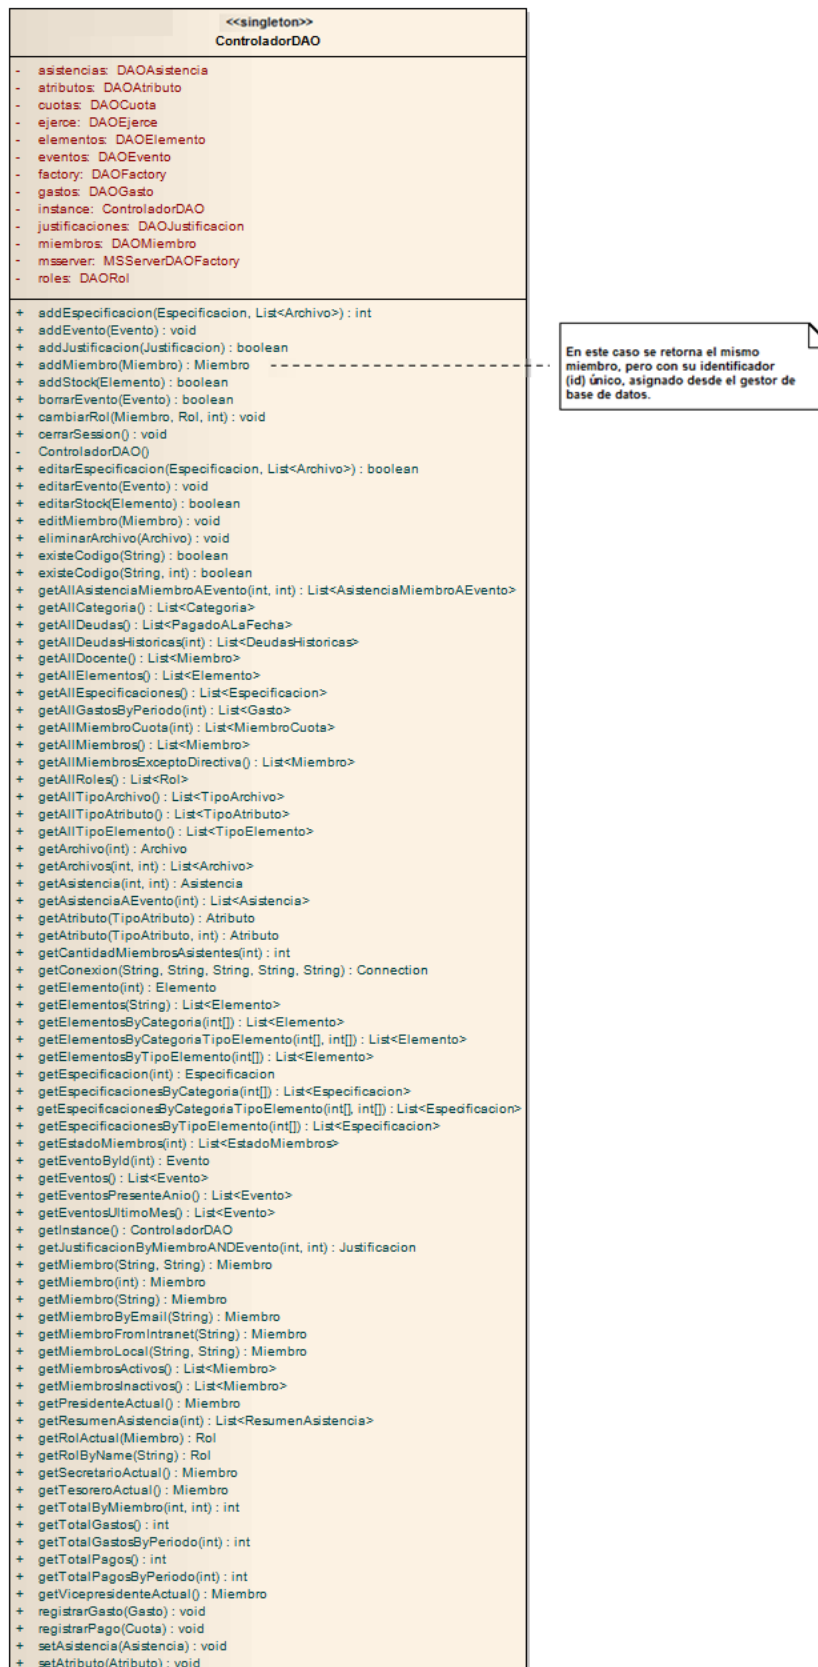 <<singleton>>
ControladorDAO
- asistencias: DAOAsistencia
- atributos: DAOAtributo
- cuotas: DAOCuota
- ejerce: DAOEjerce
- elementos: DAOElemento
- eventos: DAOEvento
- factory: DAOFactory
- gastos: DAOGasto
- instance: ControladorDAO
- justificaciones: DAOJustificacion
- miembros: DAOMiembro
- msserver: MSServerDAOFactory
- roles: DAORol
+ addEspecificacion(Especificacion, List<Archivo>) : int
+ addEvento(Evento) : void
+ addJustificacion(Justificacion) : boolean
+ addMiembro(Miembro) : Miembro
+ addStock(Elemento) : boolean
+ borrarEvento(Evento) : boolean
+ cambiarRol(Miembro, Rol, int) : void
+ cerrarSession() : void
- ControladorDAO()
+ editarEspecificacion(Especificacion, List<Archivo>) : boolean
+ editarEvento(Evento) : void
+ editarStock(Elemento) : boolean
+ editMiembro(Miembro) : void
+ eliminarArchivo(Archivo) : void
+ existeCodigo(String) : boolean
+ existeCodigo(String, int) : boolean
+ getAllAsistenciaMiembroAEvento(int, int) : List<AsistenciaMiembroAEvento>
+ getAllCategoria() : List<Categoria>
+ getAllDeudas() : List<PagadoALaFecha>
+ getAllDeudasHistoricas(int) : List<DeudasHistoricas>
+ getAllDocente() : List<Miembro>
+ getAllElementos() : List<Elemento>
+ getAllEspecificaciones() : List<Especificacion>
+ getAllGastosByPeriodo(int) : List<Gasto>
+ getAllMiembroCuota(int) : List<MiembroCuota>
+ getAllMiembros() : List<Miembro>
+ getAllMiembrosExceptoDirectiva() : List<Miembro>
+ getAllRoles() : List<Rol>
+ getAllTipoArchivo() : List<TipoArchivo>
+ getAllTipoAtributo() : List<TipoAtributo>
+ getAllTipoElemento() : List<TipoElemento>
+ getArchivo(int) : Archivo
+ getArchivos(int, int) : List<Archivo>
+ getAsistencia(int, int) : Asistencia
+ getAsistenciaAEvento(int) : List<Asistencia>
+ getAtributo(TipoAtributo) : Atributo
+ getAtributo(TipoAtributo, int) : Atributo
+ getCantidadMiembrosAsistentes(int) : int
+ getConexion(String, String, String, String, String) : Connection
+ getElemento(int) : Elemento
+ getElementos(String) : List<Elemento>
+ getElementosByCategoria(int[]) : List<Elemento>
+ getElementosByCategoriaTipoElemento(int[], int[]) : List<Elemento>
+ getElementosByTipoElemento(int[]) : List<Elemento>
+ getEspecificacion(int) : Especificacion
+ getEspecificacionesByCategoria(int[]) : List<Especificacion>
+ getEspecificacionesByCategoriaTipoElemento(int[], int[]) : List<Especificacion>
+ getEspecificacionesByTipoElemento(int[]) : List<Especificacion>
+ getEstadoMiembros(int) : List<EstadoMiembros>
+ getEventoById(int) : Evento
+ getEventos() : List<Evento>
+ getEventosPresenteAnio() : List<Evento>
+ getEventosUltimoMes() : List<Evento>
+ getInstance() : ControladorDAO
+ getJustificacionByMiembroANDEvento(int, int) : Justificacion
+ getMiembro(String, String) : Miembro
+ getMiembro(int) : Miembro
+ getMiembro(String) : Miembro
+ getMiembroByEmail(String) : Miembro
+ getMiembroFromIntranet(String) : Miembro
+ getMiembroLocal(String, String) : Miembro
+ getMiembrosActivos() : List<Miembro>
+ getMiembrosInactivos() : List<Miembro>
+ getPresidenteActual() : Miembro
+ getResumenAsistencia(int) : List<ResumenAsistencia>
+ getRolActual(Miembro) : Rol
+ getRolByName(String) : Rol
+ getSecretarioActual() : Miembro
+ getTesoreroActual() : Miembro
+ getTotalByMiembro(int, int) : int
+ getTotalGastos() : int
+ getTotalGastosByPeriodo(int) : int
+ getTotalPagos() : int
+ getTotalPagosByPeriodo(int) : int
+ getVicepresidenteActual() : Miembro
+ registrarGasto(Gasto) : void
+ registrarPago(Cuota) : void
+ setAsistencia(Asistencia) : void
+ setAtributo(Atributo) : void
En este caso se retorna el mismo
miembro, pero con su identificador
(id) único, asignado desde el gestor de
base de datos.